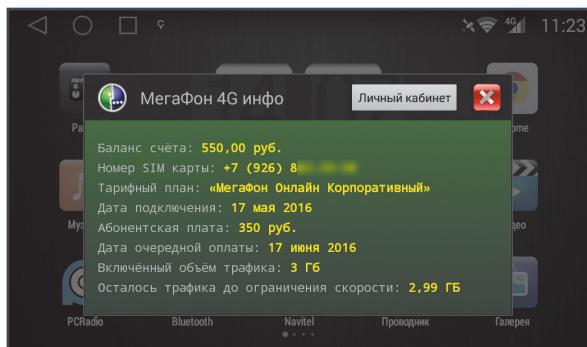 4G
11:23
МегаФон 4G инфо
Личный кабинет
Баланс счёта: 550,00 руб.
Номер SIM карты: +7 (926) 8
Тарифный план: «МегаФон Онлайн Корпоративный»
Дата подключения: 17 мая 2016
Абонентская плата: 350 руб.
Дата очередной оплаты: 17 июня 2016
Включённый объём трафика: 3 Гб
Осталось трафика до ограничения скорости: 2,99 ГБ
PCRadio
Bluetooth
Navitel
Проводник
Галерея